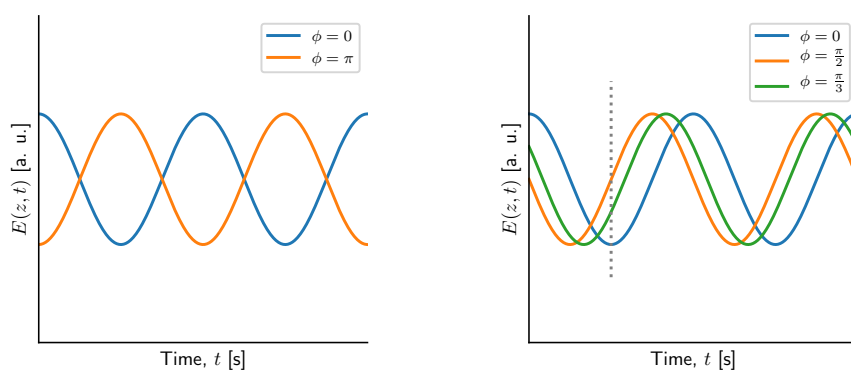 ϕ = 0
ϕ = π
E(z, t) [a. u.]
Time, t [s]
ϕ = 0
ϕ = π/2
ϕ = π/3
E(z, t) [a. u.]
Time, t [s]